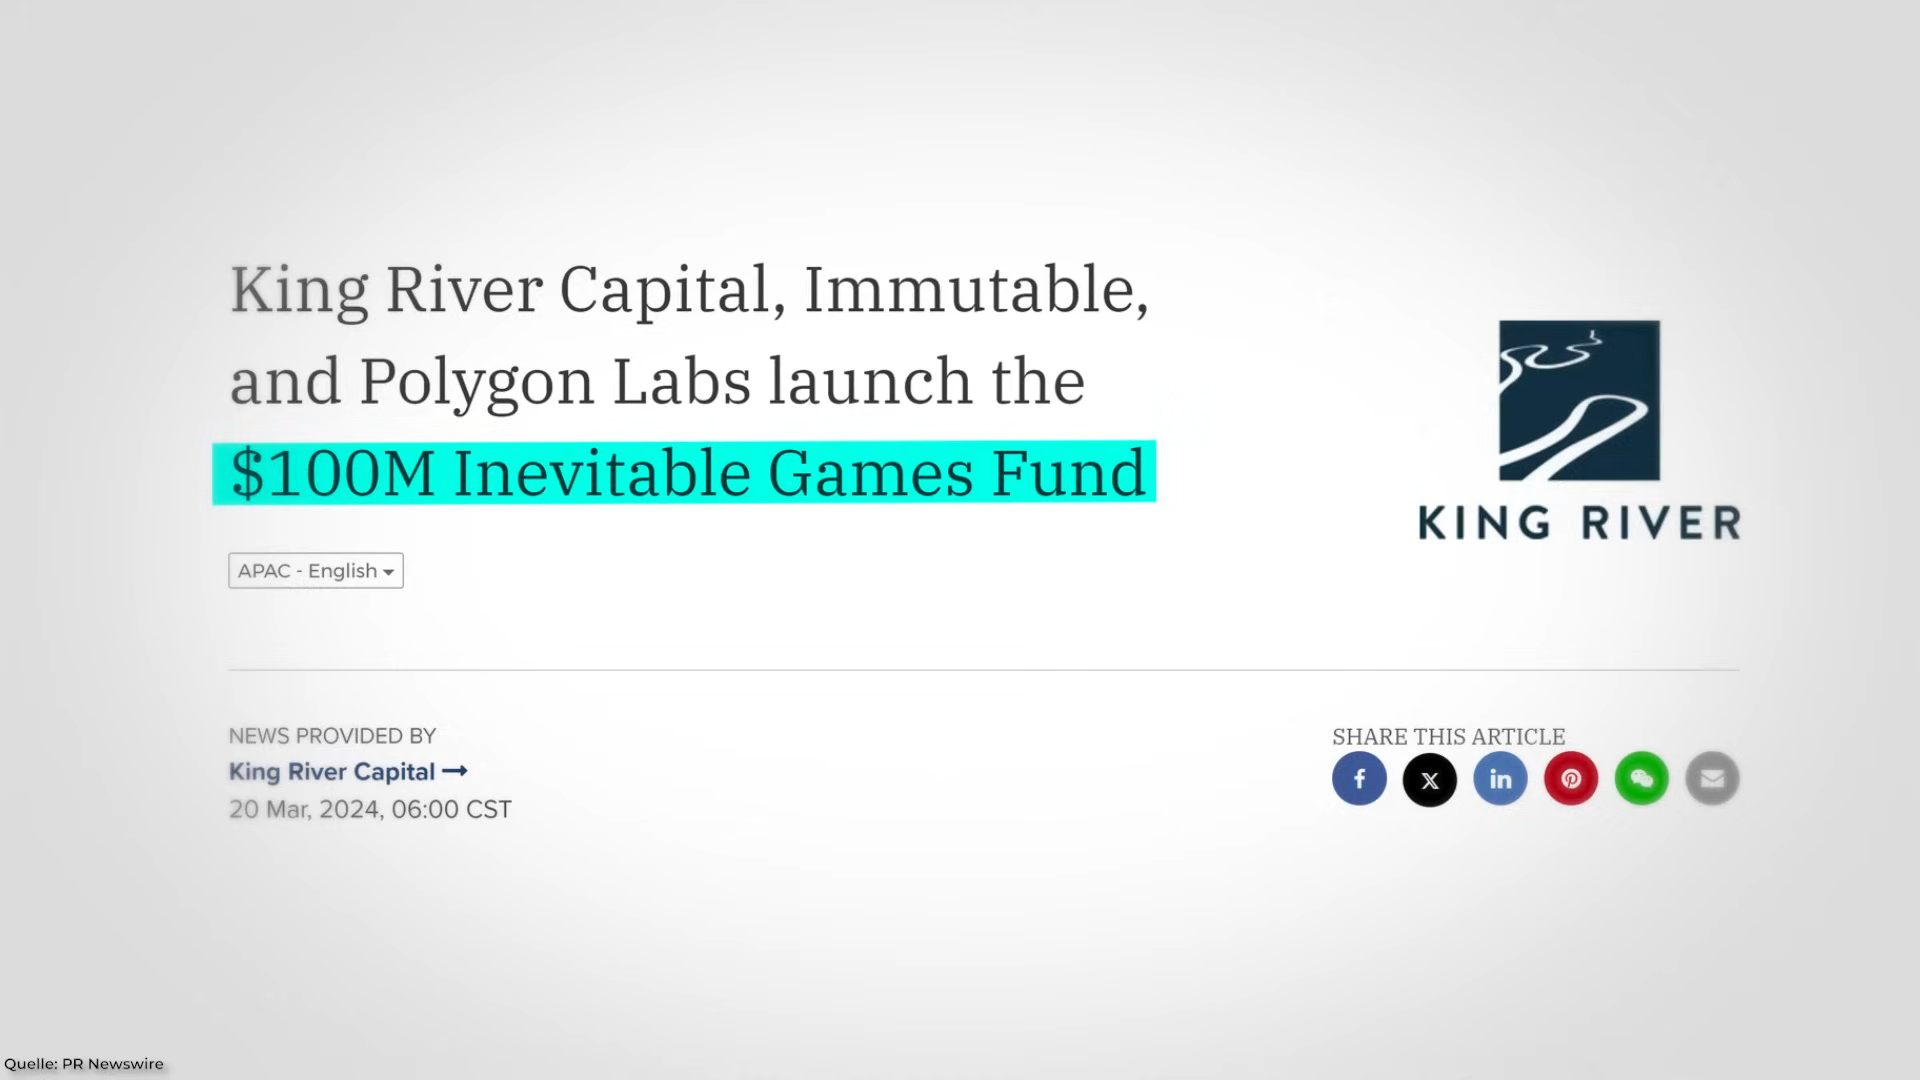 King River Capital, Immutable,
and Polygon Labs launch the
$100M Inevitable Games Fund
KING RIVER
APAC - English
NEWS PROVIDED BY
King River Capital →
20 Mar, 2024, 06:00 CST
SHARE THIS ARTICLE
f X in
Quelle: PR Newswire